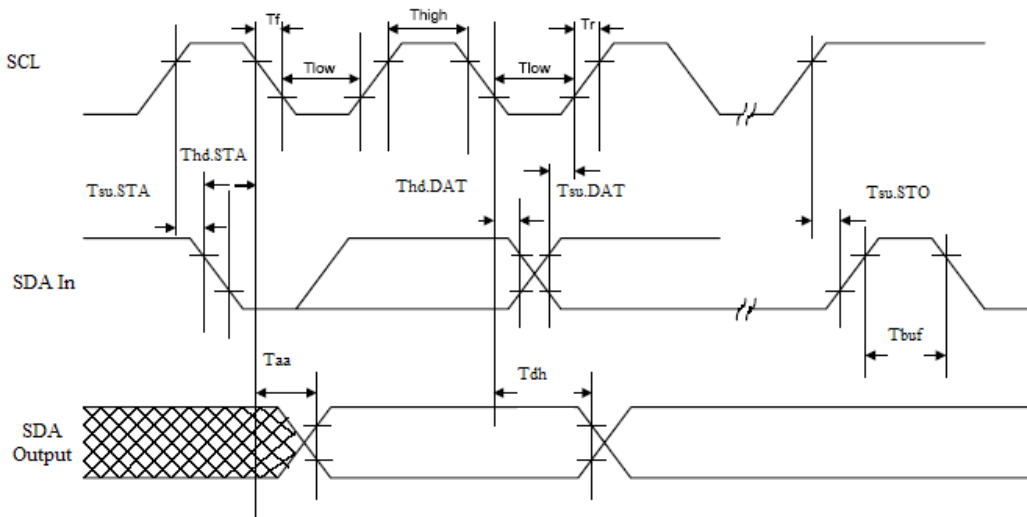 Tf
Thigh
Tr
SCL
Tlow
Tlow
Thd.STA
Tsu.STA
Thd.DAT
Tsu.DAT
Tsu.STO
SDA In
Tbuf
Taa
Tdh
SDA
Output